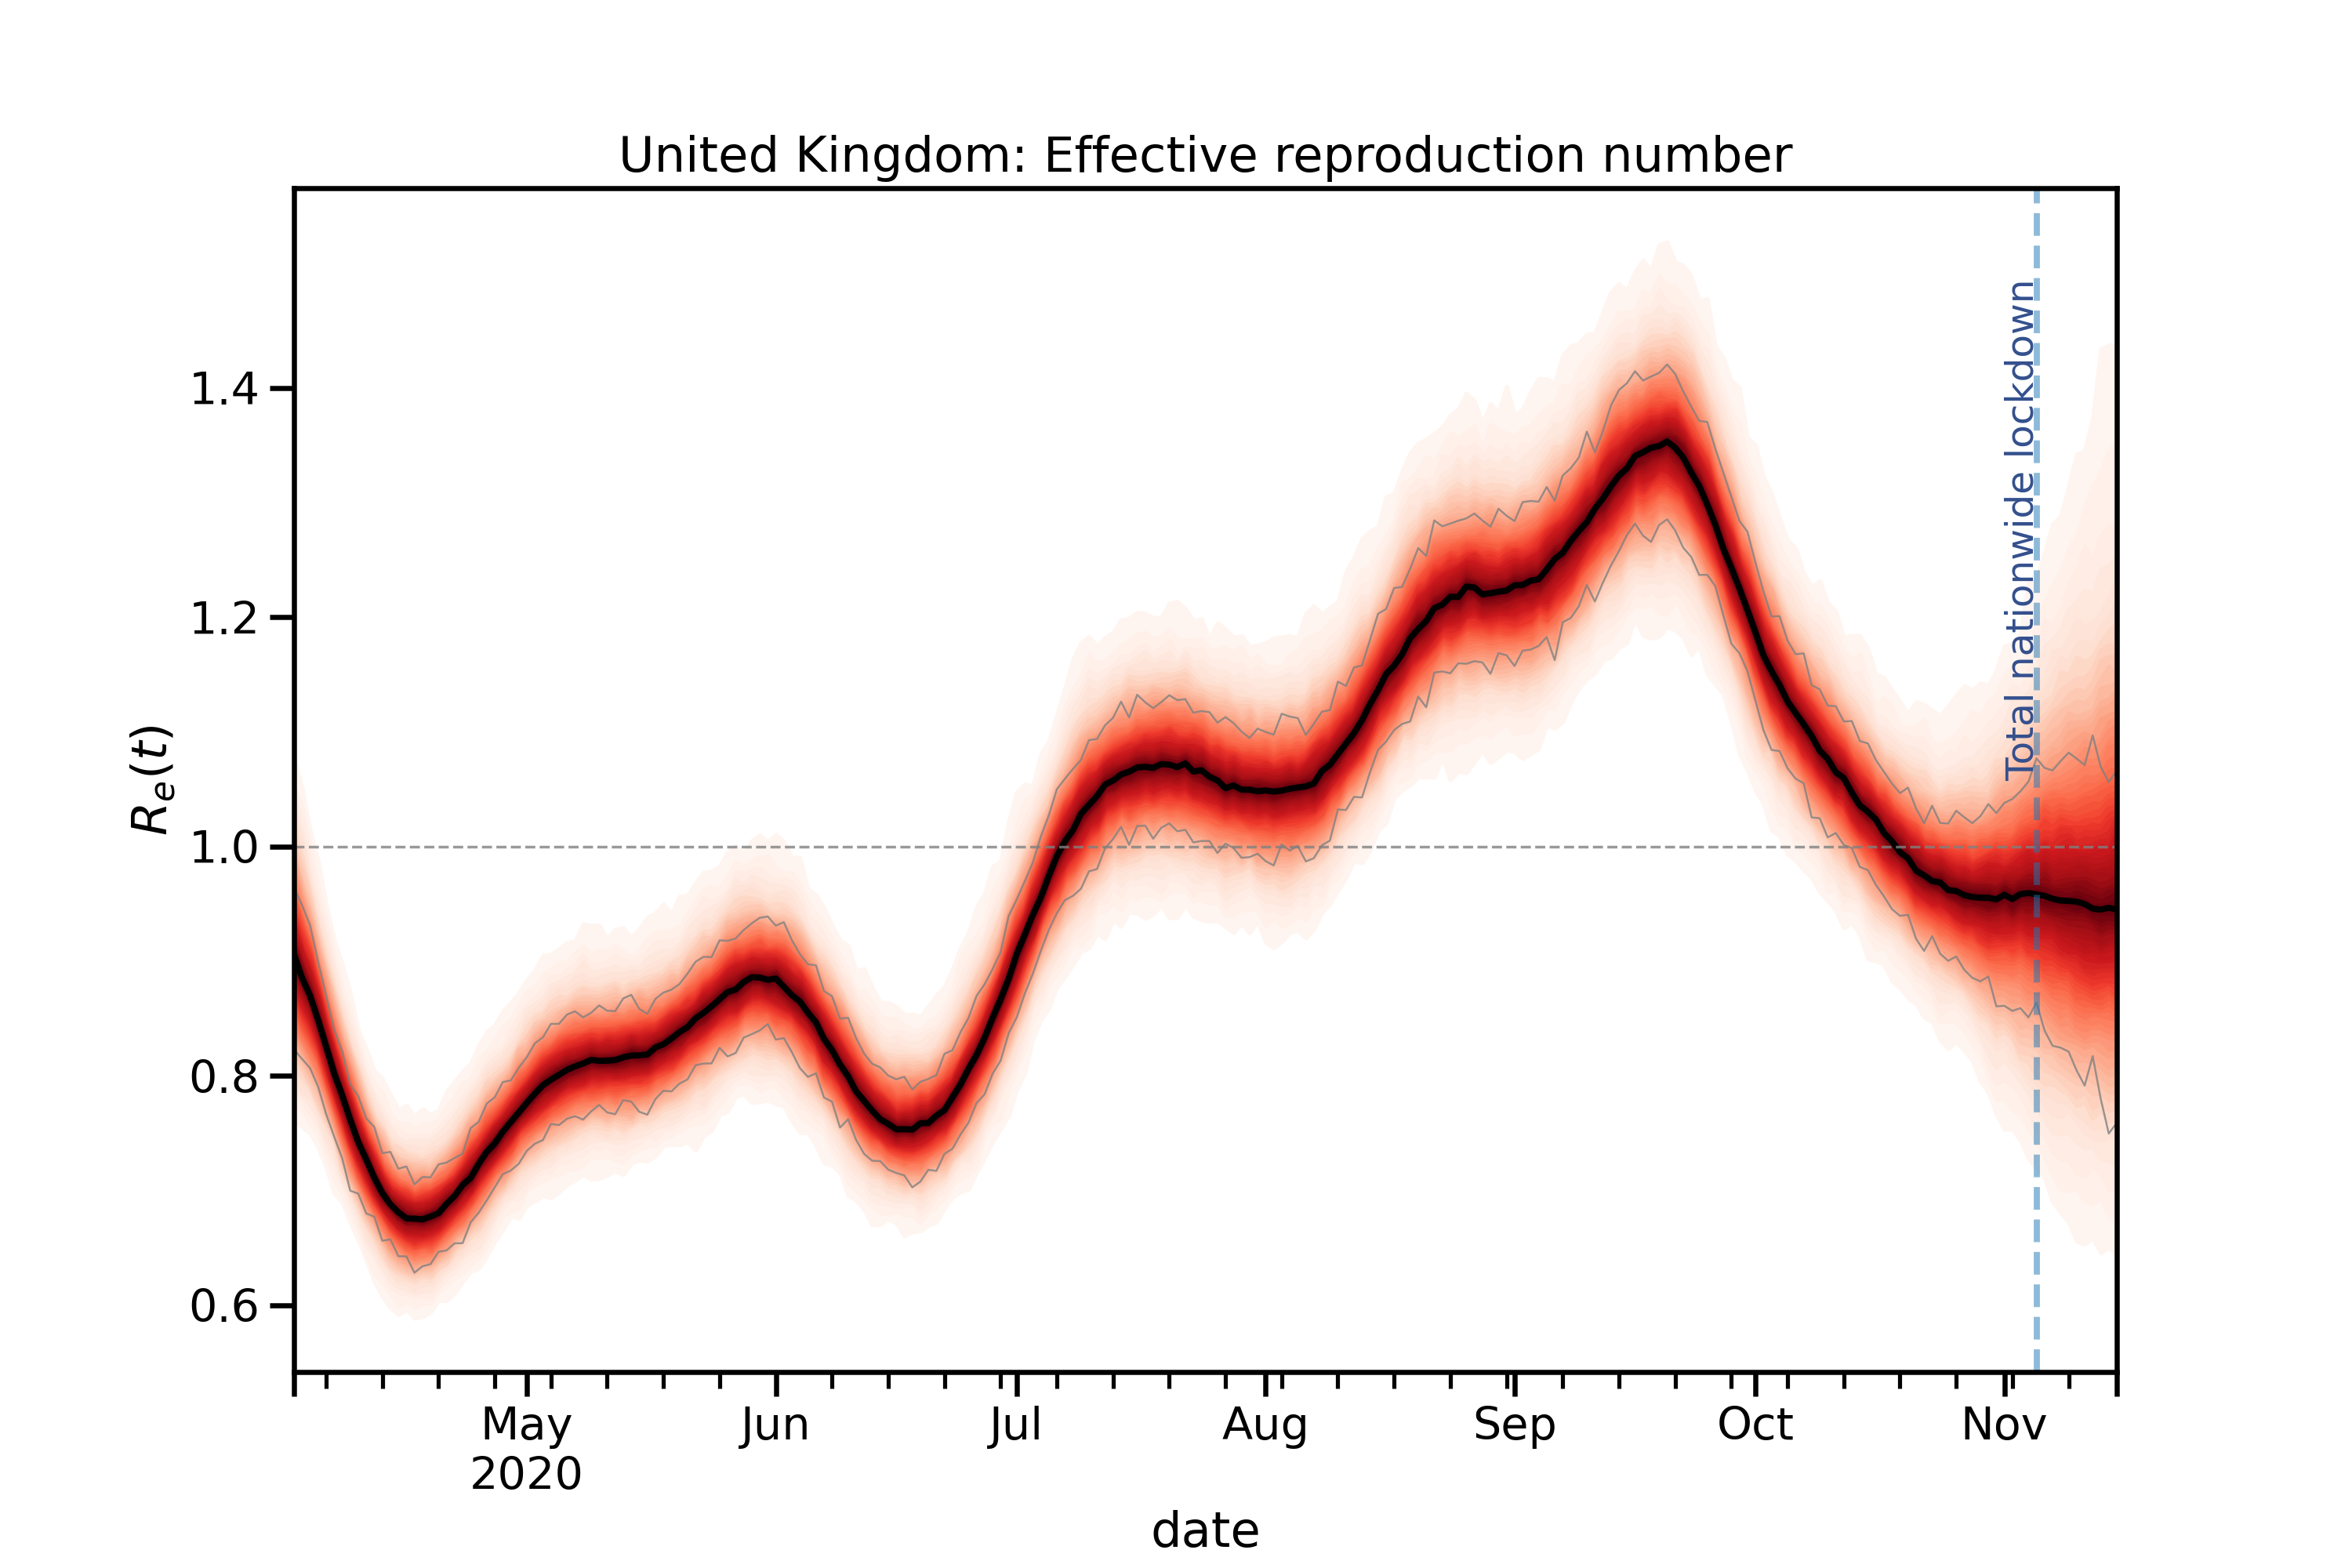 United Kingdom: Effective reproduction number
Total nationwide lockdown
R_e(t)
1.4
1.2
1.0
0.8
0.6
May
2020
Jun
Jul
Aug
Sep
Oct
Nov
date